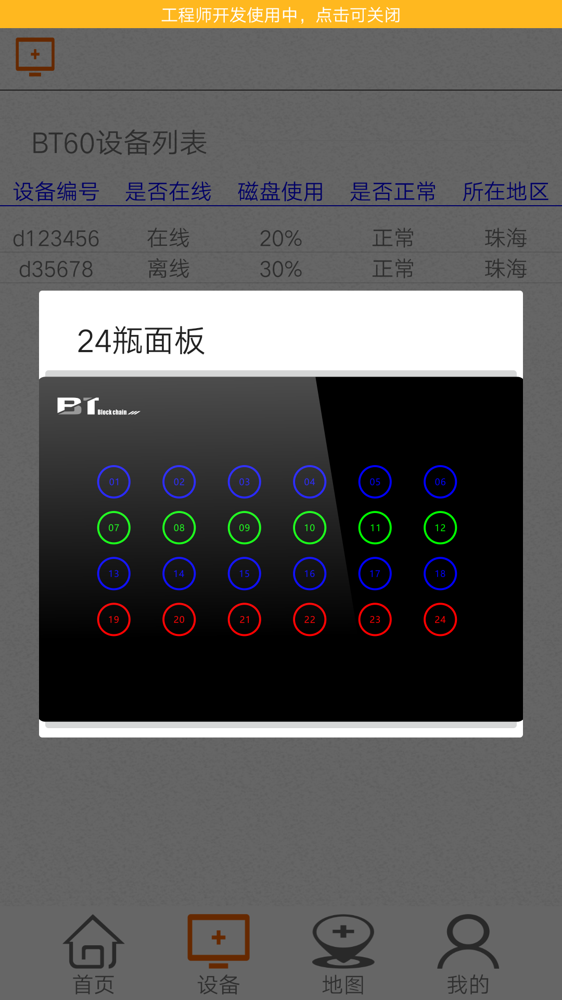 工程师开发使用中，点击可关闭
BT60设备列表
设备编号 是否在线 磁盘使用 是否正常 所在地区
d123456 在线 20% 正常 珠海
d35678 离线 30% 正常 珠海
24瓶面板
BT Block chain
01 02 03 04 05 06
07 08 09 10 11 12
13 14 15 16 17 18
19 20 21 22 23 24
首页 设备 地图 我的